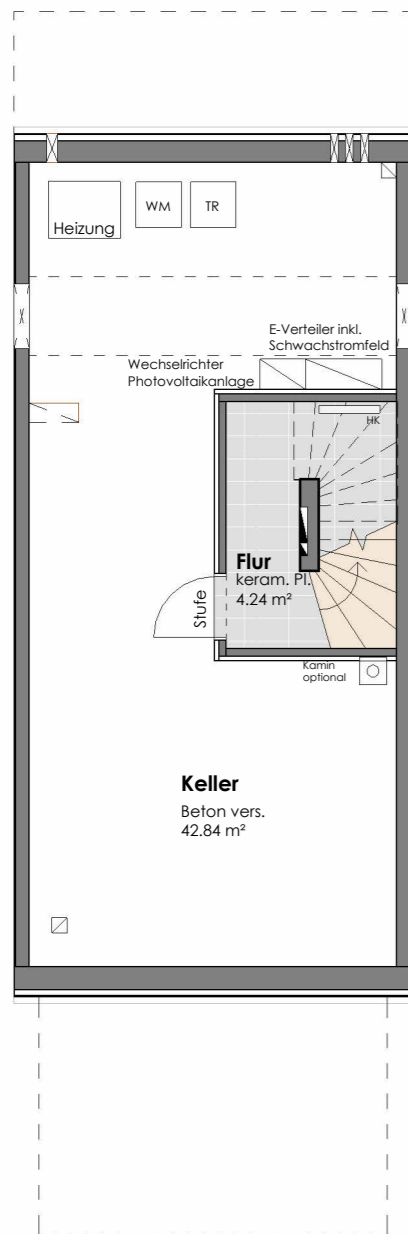 Heizung
WM
TR
E-Verteiler inkl.
Schwachstromfeld
Wechselrichter
Photovoltaikanlage
HK
Flur
keram. Pl.
4.24 m²
Stufe
Kamin
optional
Keller
Beton vers.
42.84 m²